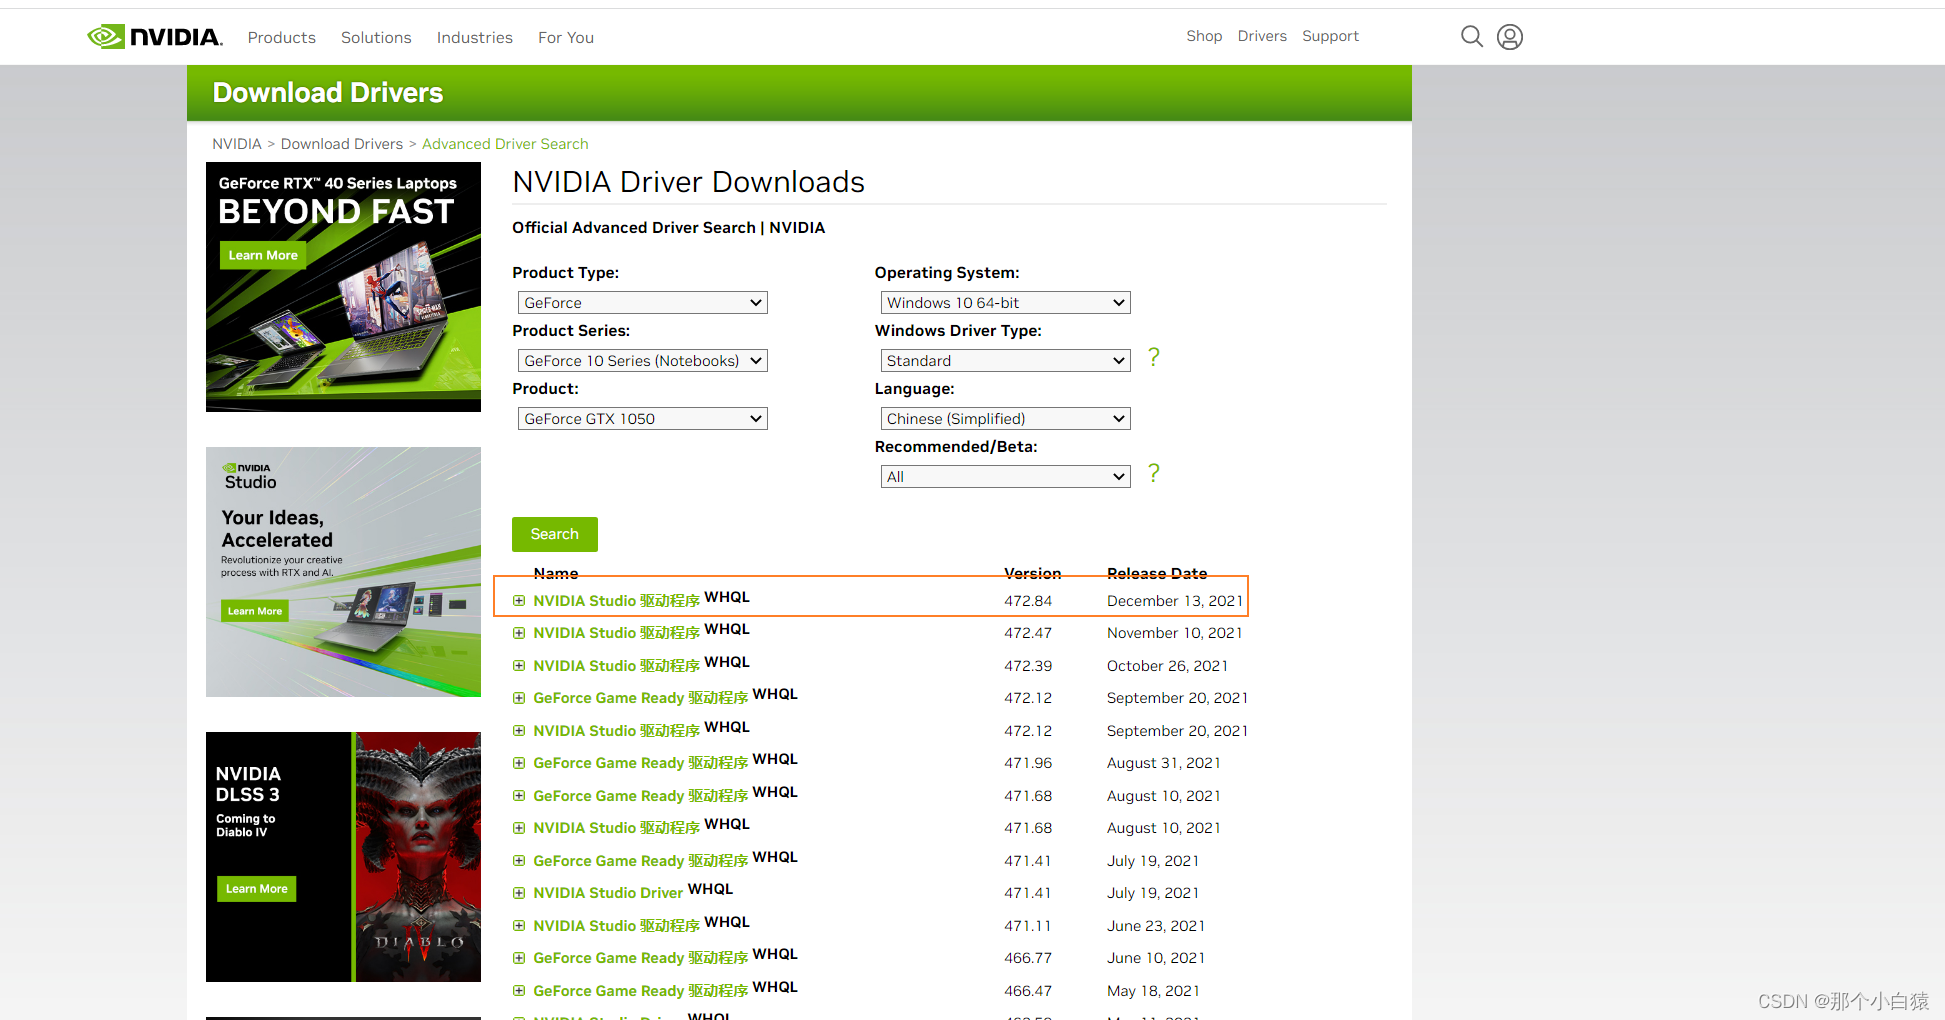 NVIDIA.
Products
Solutions
Industries
For You
Shop
Drivers
Support
Download Drivers
NVIDIA > Download Drivers > Advanced Driver Search
GeForce RTX™ 40 Series Laptops
BEYOND FAST
Learn More
NVIDIA
Studio
Your Ideas,
Accelerated
Revolutionize your creative
process with RTX and AI.
Learn More
NVIDIA
DLSS 3
Coming to
Diablo IV
Learn More
DIABLO
IV
NVIDIA Driver Downloads
Official Advanced Driver Search | NVIDIA
Product Type:
GeForce
Product Series:
GeForce 10 Series (Notebooks)
Product:
GeForce GTX 1050
Operating System:
Windows 10 64-bit
Windows Driver Type:
Standard
?
Language:
Chinese (Simplified)
Recommended/Beta:
All
?
Search
Name Version Release Date
NVIDIA Studio 驱动程序 WHQL 472.84 December 13, 2021
NVIDIA Studio 驱动程序 WHQL 472.47 November 10, 2021
NVIDIA Studio 驱动程序 WHQL 472.39 October 26, 2021
GeForce Game Ready 驱动程序 WHQL 472.12 September 20, 2021
NVIDIA Studio 驱动程序 WHQL 472.12 September 20, 2021
GeForce Game Ready 驱动程序 WHQL 471.96 August 31, 2021
GeForce Game Ready 驱动程序 WHQL 471.68 August 10, 2021
NVIDIA Studio 驱动程序 WHQL 471.68 August 10, 2021
GeForce Game Ready 驱动程序 WHQL 471.41 July 19, 2021
NVIDIA Studio Driver WHQL 471.41 July 19, 2021
NVIDIA Studio 驱动程序 WHQL 471.11 June 23, 2021
GeForce Game Ready 驱动程序 WHQL 466.77 June 10, 2021
GeForce Game Ready 驱动程序 WHQL 466.47 May 18, 2021
WHQL
CSDN @那个小白猿